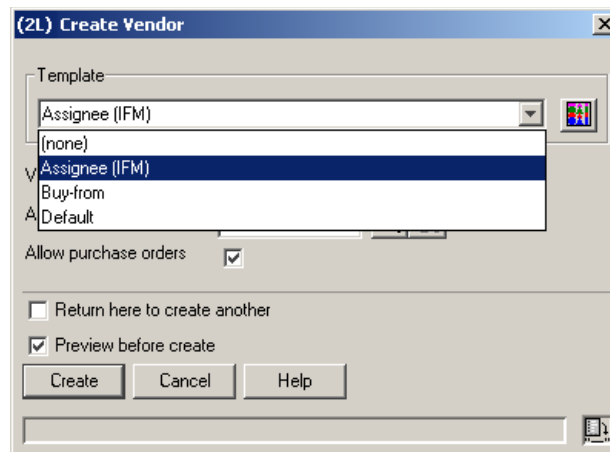 (2L) Create Vendor
Template
Assignee (IFM)
(none)
Assignee (IFM)
Buy-from
Default
Allow purchase orders
Return here to create another
Preview before create
Create Cancel Help